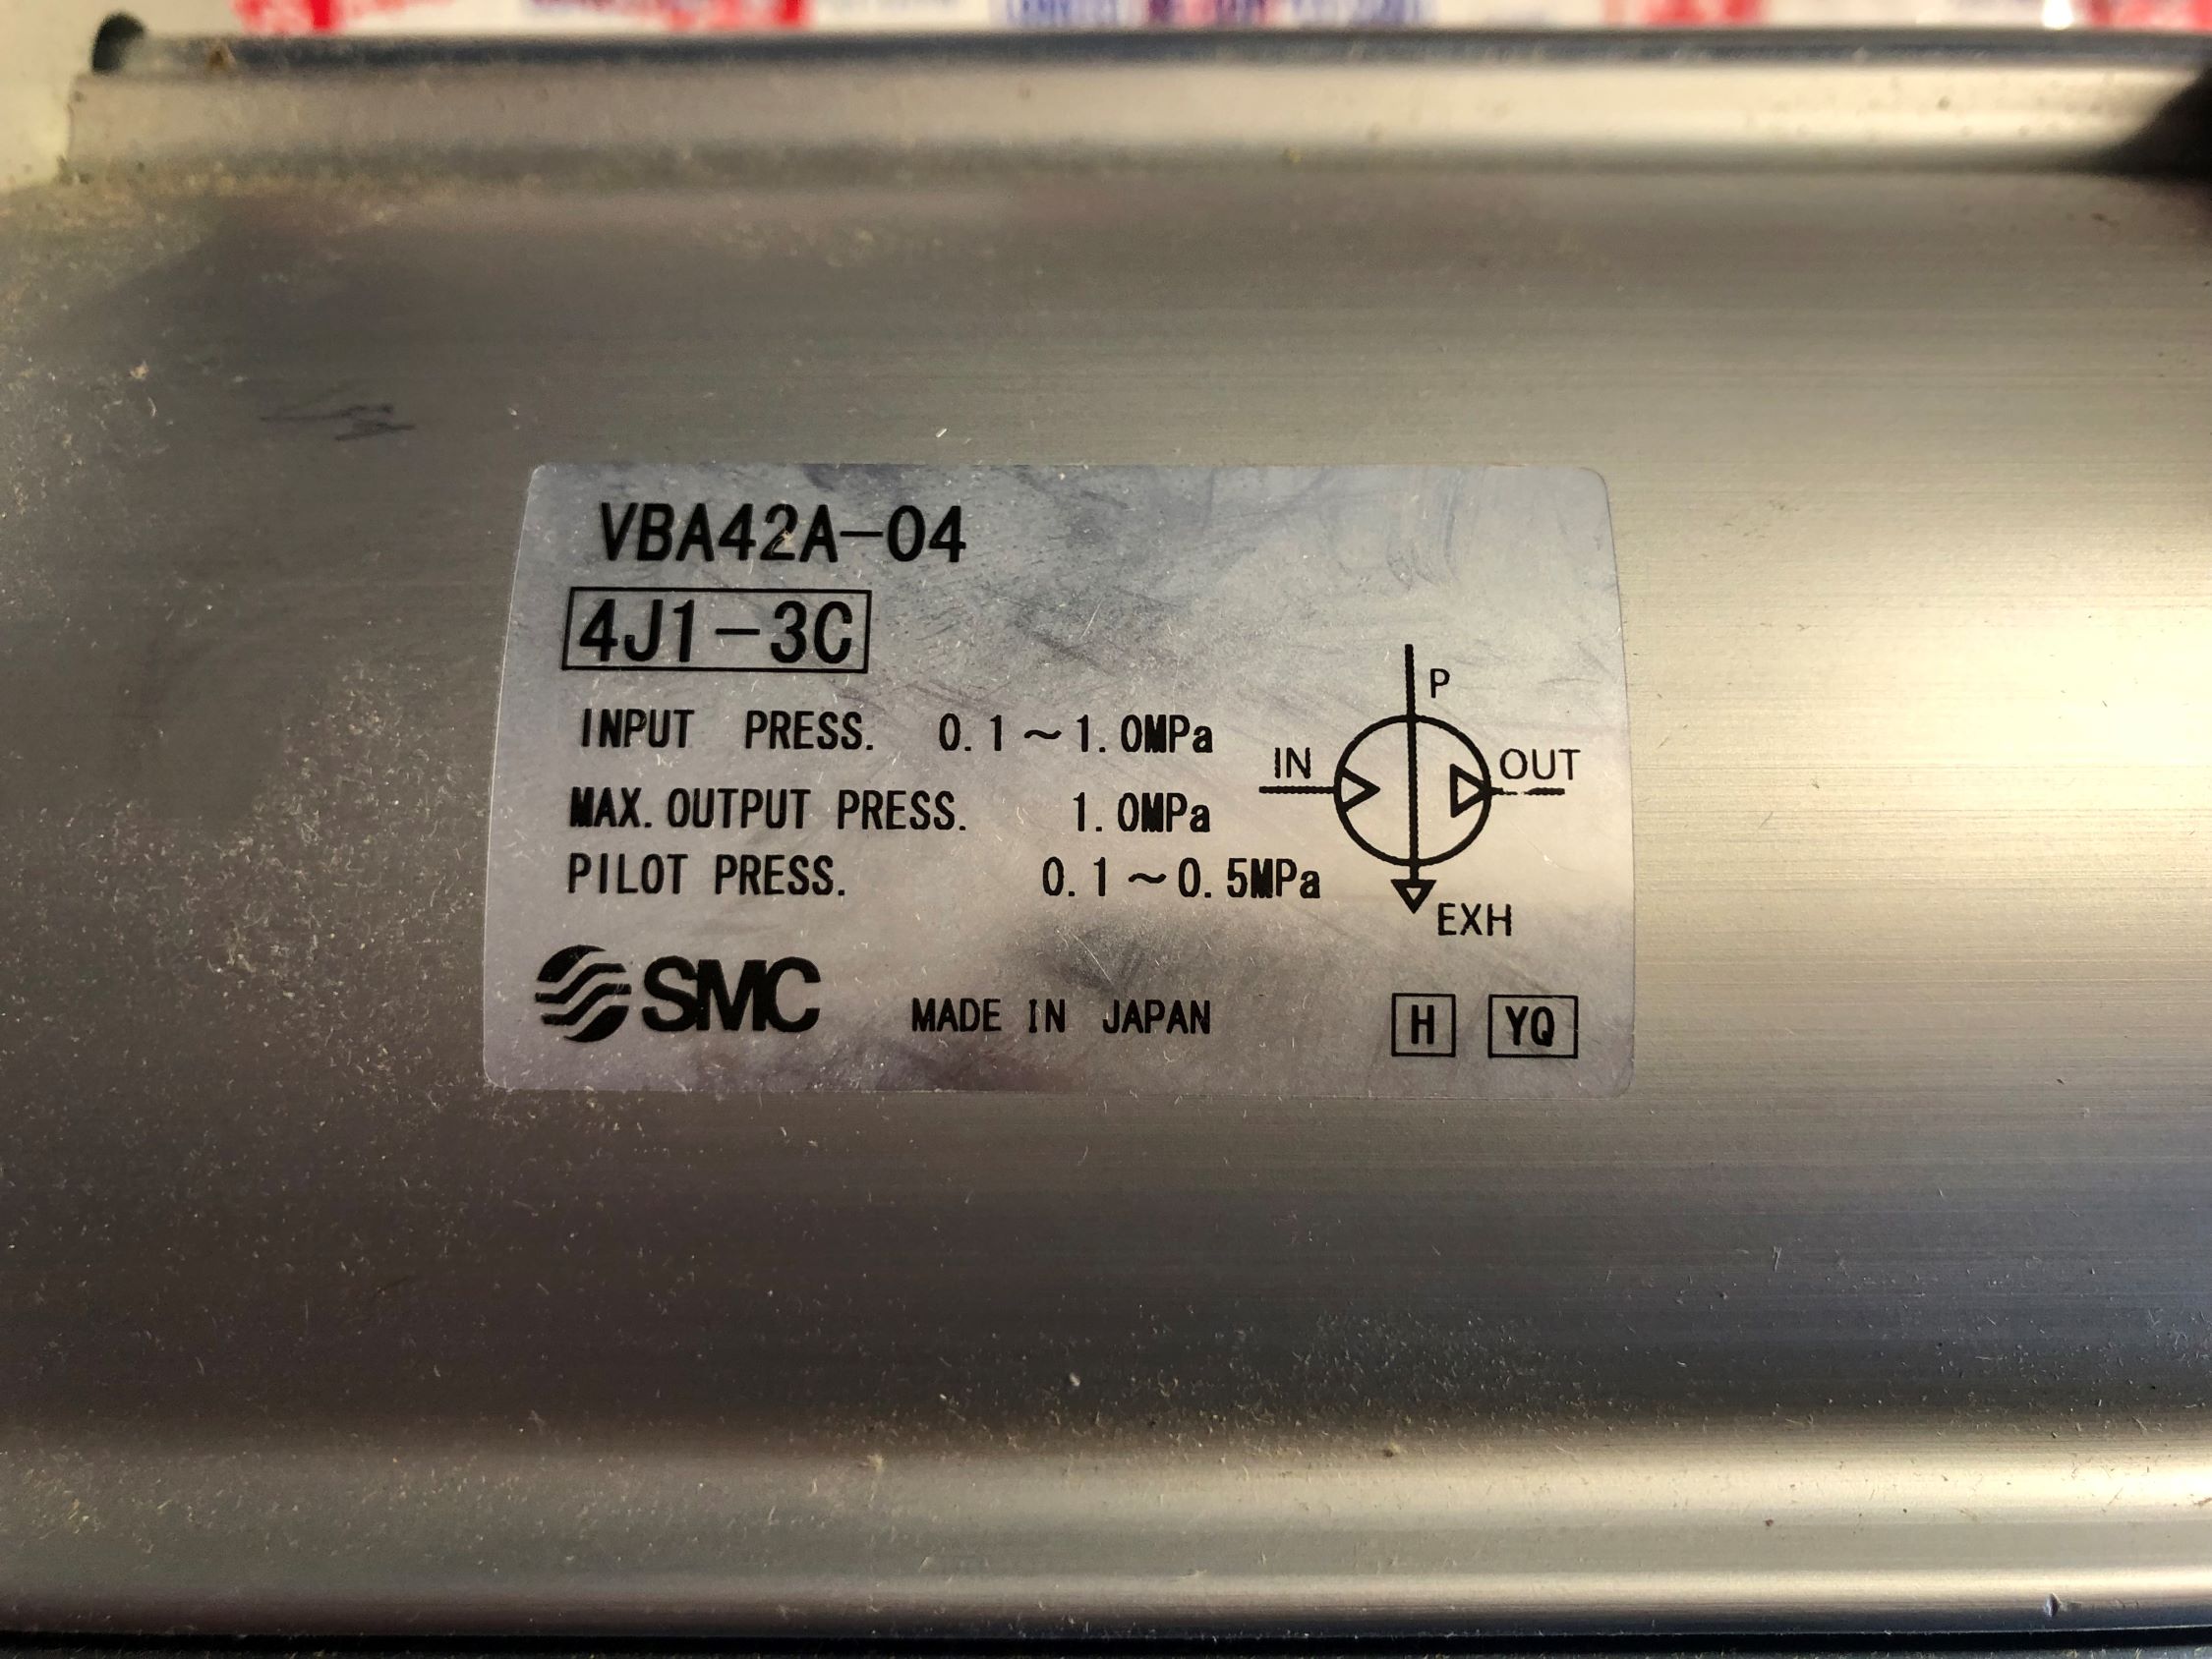 VBA42A-04
4J1-3C
INPUT PRESS. 0.1~1.0MPa
MAX. OUTPUT PRESS. 1.0MPa
PILOT PRESS. 0.1~0.5MPa
P
IN
OUT
EXH
SMC MADE IN JAPAN H YQ